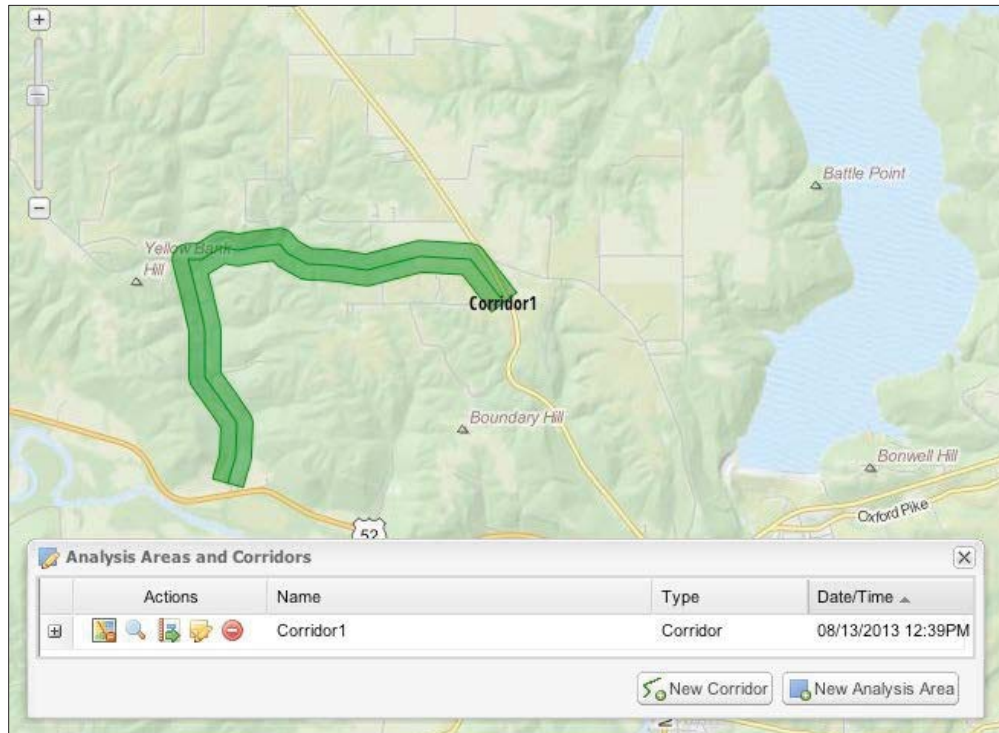 Battle Point
Yellow Bank
Hill
Corridor1
Boundary Hill
Bonwell Hill
Oxford Pike
52
Analysis Areas and Corridors
Actions Name Type Date/Time
Corridor1 Corridor 08/13/2013 12:39PM
New Corridor New Analysis Area